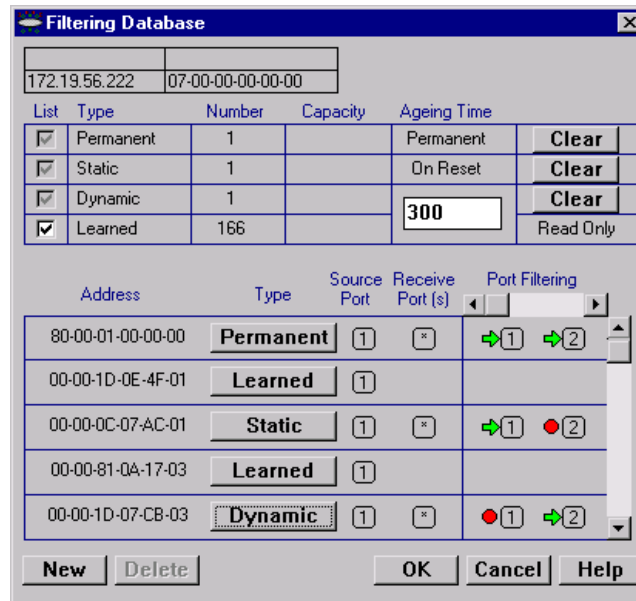 Filtering Database
172.19.56.222 07-00-00-00-00-00
List Type Number Capacity Ageing Time
Permanent 1 Permanent Clear
Static 1 On Reset Clear
Dynamic 1 300 Clear
Learned 166 Read Only
Address Type Source Port Receive Port (s) Port Filtering
80-00-01-00-00-00 Permanent 1 * 1 2
00-00-1D-0E-4F-01 Learned 1
00-00-0C-07-AC-01 Static 1 * 1 2
00-00-81-0A-17-03 Learned 1
00-00-1D-07-CB-03 Dynamic 1 * 1 2
New Delete OK Cancel Help